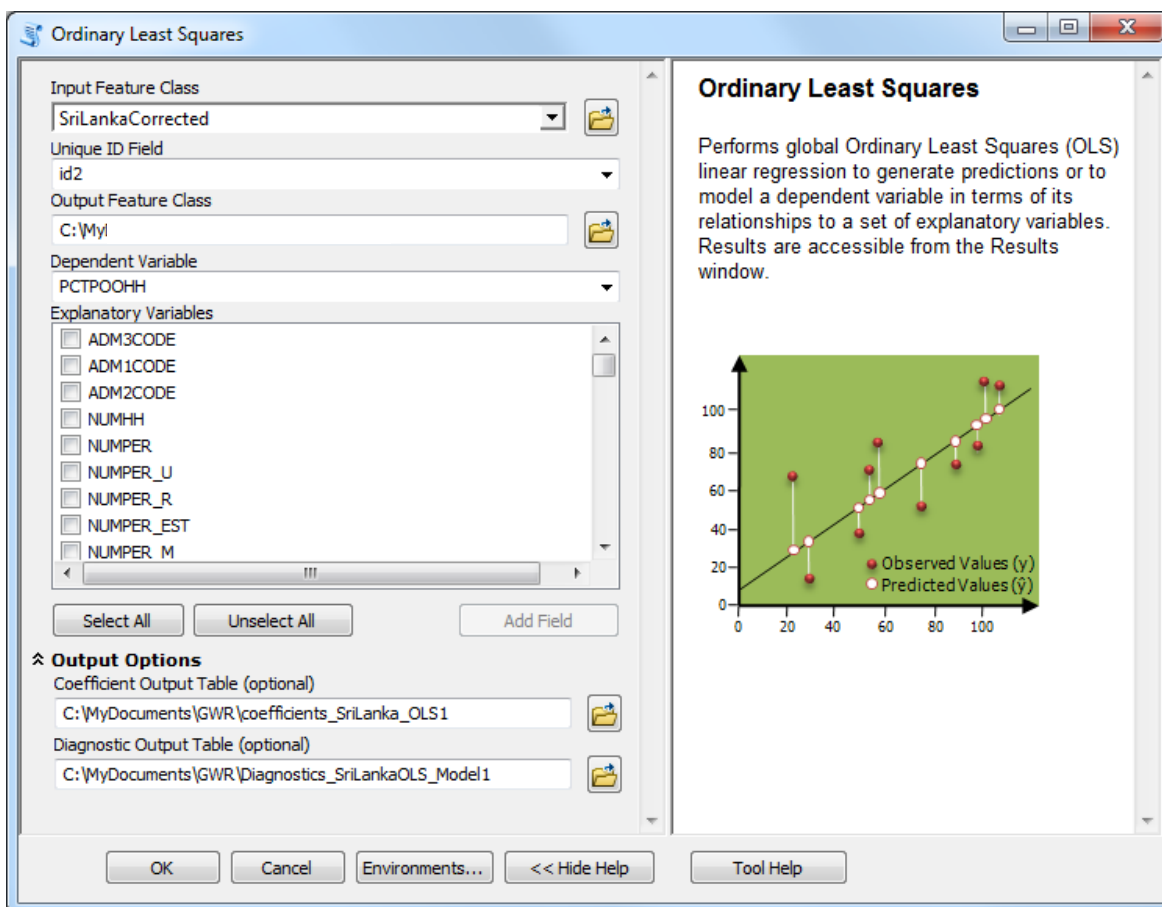 Ordinary Least Squares
Input Feature Class
SriLankaCorrected
Unique ID Field
id2
Output Feature Class
C:\My
Dependent Variable
PCTPOOHH
Explanatory Variables
ADM3CODE
ADM1CODE
ADM2CODE
NUMHH
NUMPER
NUMPER_U
NUMPER_R
NUMPER_EST
NUMPER_M
Select All
Unselect All
Add Field
Output Options
Coefficient Output Table (optional)
C:\MyDocuments\GWR\coefficients_SriLanka_OLS1
Diagnostic Output Table (optional)
C:\MyDocuments\GWR\Diagnostics_SriLankaOLS_Model1
OK
Cancel
Environments...
<< Hide Help
Tool Help
Ordinary Least Squares
Performs global Ordinary Least Squares (OLS)
linear regression to generate predictions or to
model a dependent variable in terms of its
relationships to a set of explanatory variables.
Results are accessible from the Results
window.
100
80
60
40
20
0
Observed Values (y)
Predicted Values (ŷ)
0 20 40 60 80 100